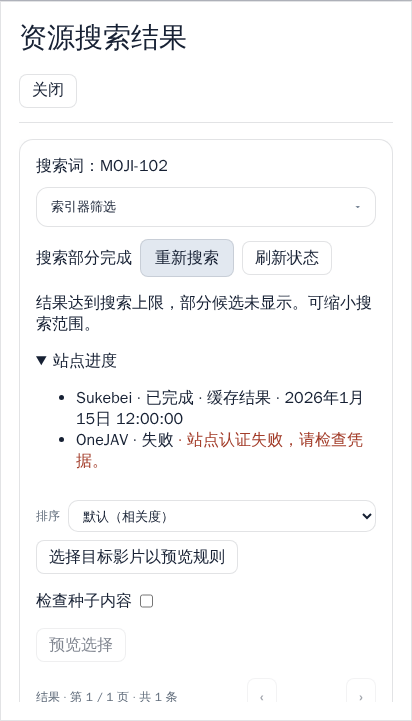 资源搜索结果
关闭
搜索词：MOJI-102
索引器筛选
搜索部分完成 重新搜索 刷新状态
结果达到搜索上限，部分候选未显示。可缩小搜
索范围。
▼ 站点进度
• Sukebei · 已完成 · 缓存结果 · 2026年1月
15日 12:00:00
• OneJAV · 失败 · 站点认证失败，请检查凭
据。
排序 默认（相关度）
选择目标影片以预览规则
检查种子内容
预览选择
结果 · 第 1 / 1 页 · 共 1 条 ‹ ›